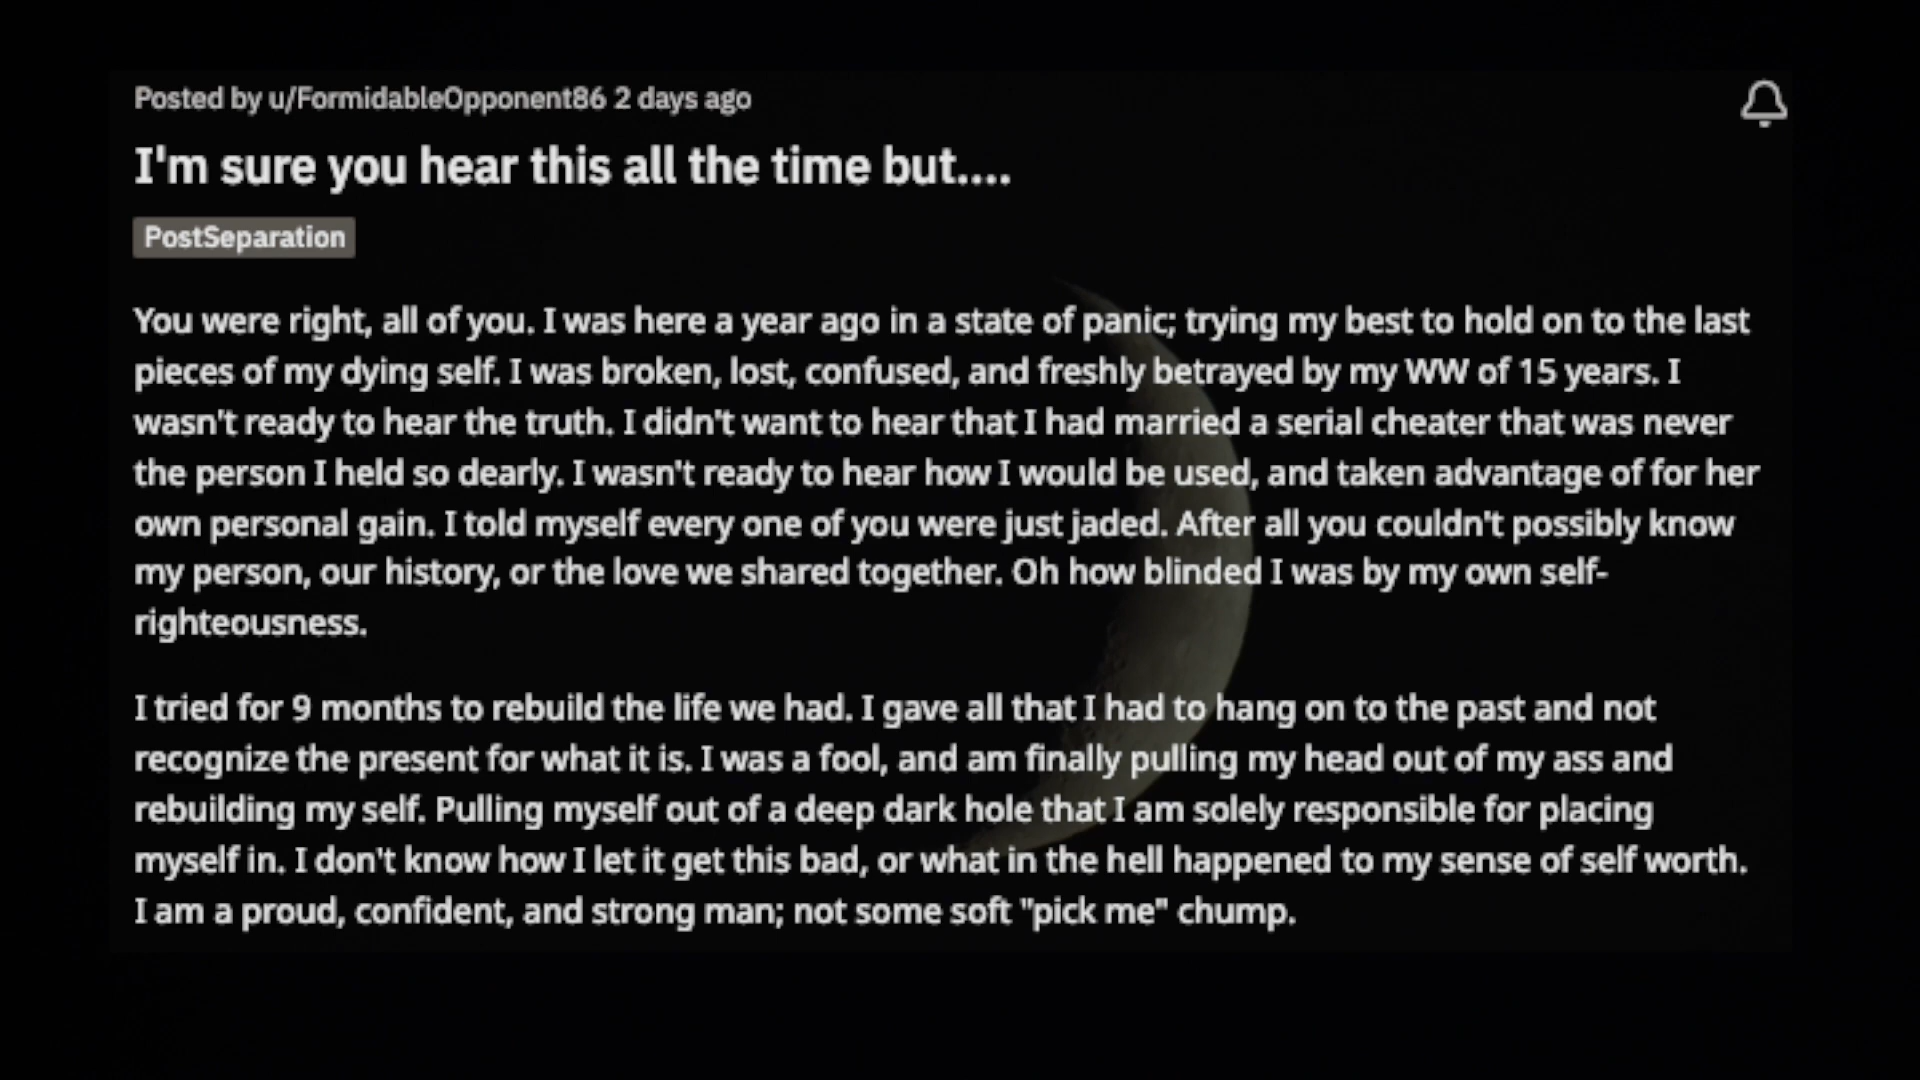 Posted by u/FormidableOpponent86 2 days ago
I'm sure you hear this all the time but....
PostSeparation
You were right, all of you. I was here a year ago in a state of panic; trying my best to hold on to the last
pieces of my dying self. I was broken, lost, confused, and freshly betrayed by my WW of 15 years. I
wasn't ready to hear the truth. I didn't want to hear that I had married a serial cheater that was never
the person I held so dearly. I wasn't ready to hear how I would be used, and taken advantage of for her
own personal gain. I told myself every one of you were just jaded. After all you couldn't possibly know
my person, our history, or the love we shared together. Oh how blinded I was by my own self-
righteousness.
I tried for 9 months to rebuild the life we had. I gave all that I had to hang on to the past and not
recognize the present for what it is. I was a fool, and am finally pulling my head out of my ass and
rebuilding my self. Pulling myself out of a deep dark hole that I am solely responsible for placing
myself in. I don't know how I let it get this bad, or what in the hell happened to my sense of self worth.
I am a proud, confident, and strong man; not some soft "pick me" chump.